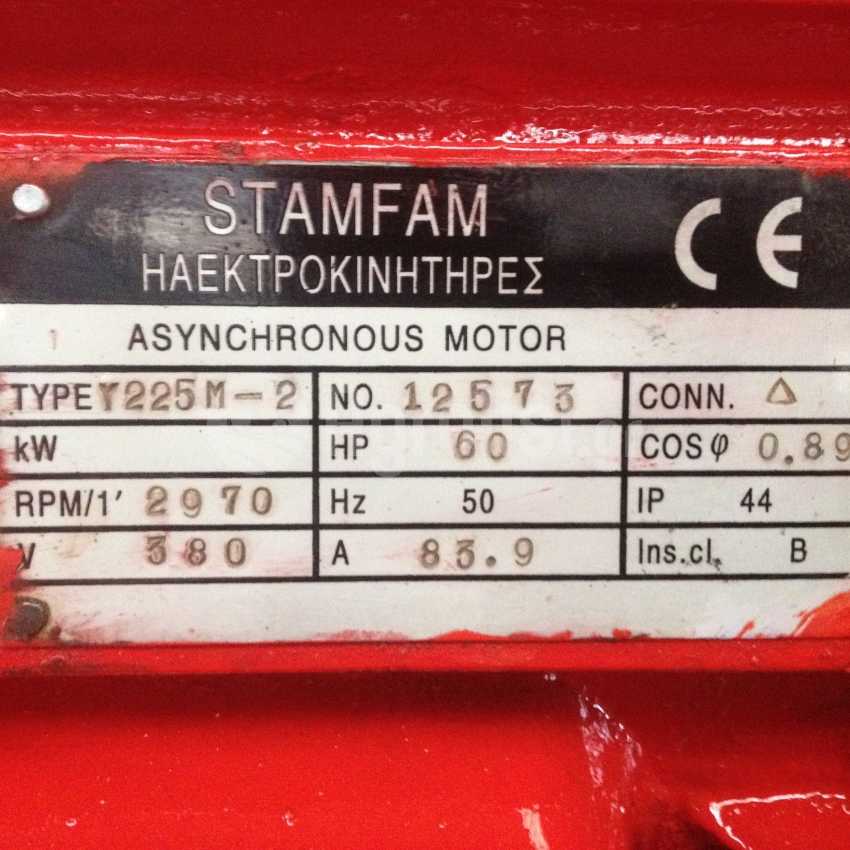 STAMFAM
ΗΛΕΚΤΡΟΚΙΝΗΤΗΡΕΣ
CE
1 ASYNCHRONOUS MOTOR
TYPE Y225M-2 NO. 12573 CONN. Δ
kW HP 60 COSφ 0.89
RPM/1' 2970 Hz 50 IP 44
V 380 A 83.9 Ins.cl. B